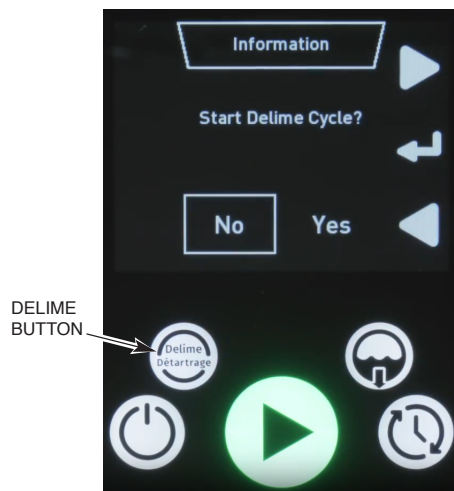 Information
Start Delime Cycle?
No Yes
DELIME
BUTTON
Delime
Détartrage